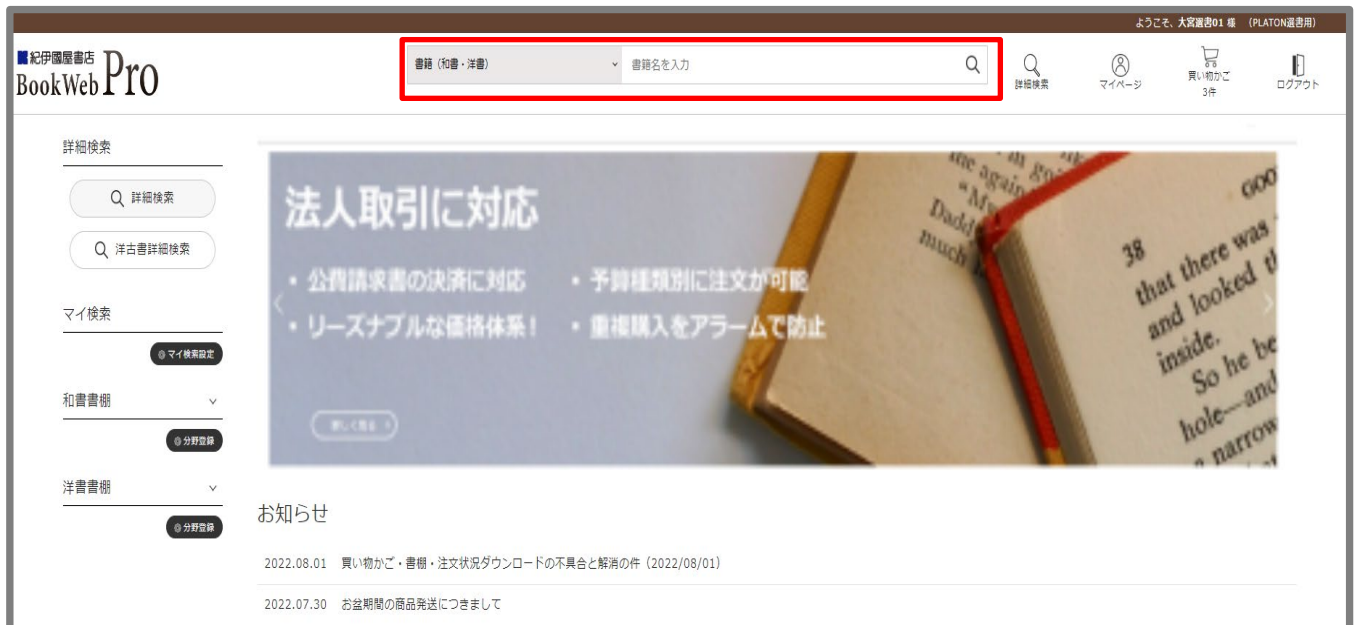 ようこそ、大宮選書01 様 （PLATON選書用）
紀伊國屋書店
BookWeb Pro
書籍（和書・洋書）
書籍名を入力
詳細検索
マイページ
買い物かご
3件
ログアウト
詳細検索
詳細検索
洋古書詳細検索
マイ検索
マイ検索設定
和書書棚
分野登録
洋書書棚
分野登録
法人取引に対応
・ 公費請求書の決済に対応
・ 予算種類別に注文が可能
・ リーズナブルな価格体系！
・ 重複購入をアラームで防止
詳しく見る
me again
"My
Daddy
much
38
that there was
and looked
inside.
So he be
hole—and
narrow
お知らせ
2022.08.01 買い物かご・書棚・注文状況ダウンロードの不具合と解消の件（2022/08/01）
2022.07.30 お盆期間の商品発送につきまして